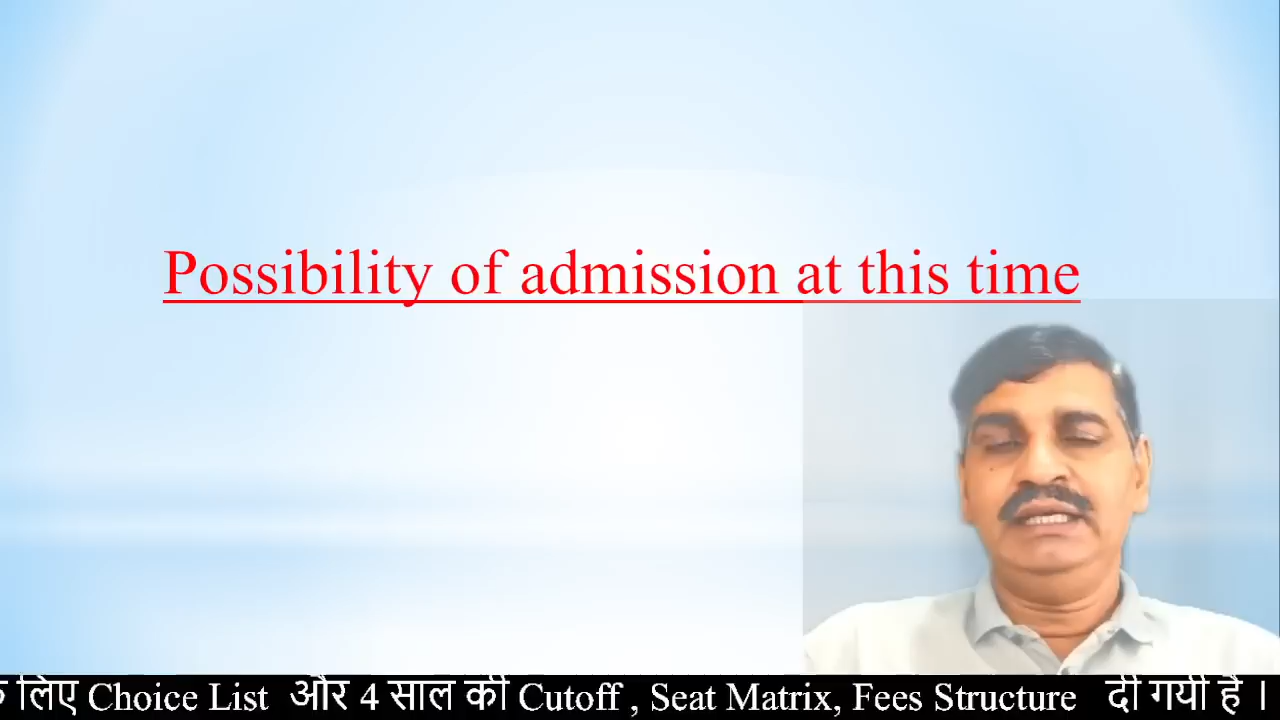 Possibility of admission at this time
के लिए Choice List और 4 साल की Cutoff , Seat Matrix, Fees Structure दी गयी है ।